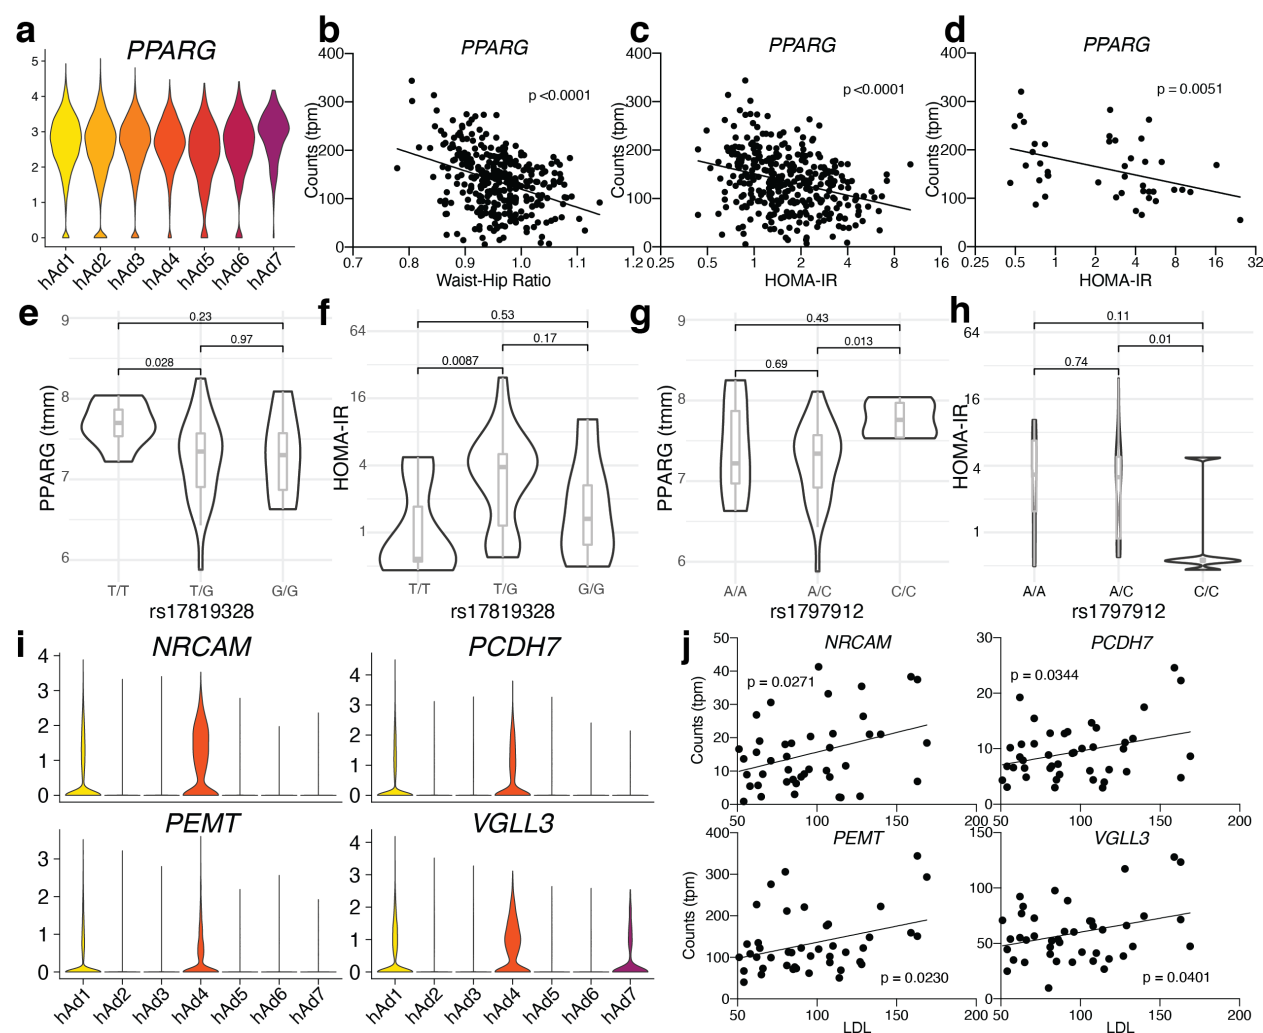 a
PPARG
5
4
3
2
1
0
hAd1
hAd2
hAd3
hAd4
hAd5
hAd6
hAd7
b
PPARG
p <0.0001
Counts (tpm)
400
300
200
100
0
0.7
0.8
0.9
1.0
1.1
1.2
Waist-Hip Ratio
c
PPARG
p <0.0001
Counts (tpm)
400
300
200
100
0
0.25
0.5
1
2
4
8
16
HOMA-IR
d
PPARG
p = 0.0051
Counts (tpm)
400
300
200
100
0
0.25
0.5
1
2
4
8
16
32
HOMA-IR
e
0.23
0.97
0.028
PPARG (tmm)
9
8
7
6
T/T
T/G
G/G
rs17819328
f
0.53
0.17
0.0087
HOMA-IR
64
16
4
1
T/T
T/G
G/G
rs17819328
g
0.43
0.013
0.69
PPARG (tmm)
9
8
7
6
A/A
A/C
C/C
rs1797912
h
0.11
0.01
0.74
HOMA-IR
64
16
4
1
A/A
A/C
C/C
rs1797912
i
NRCAM
4
3
2
1
0
PCDH7
4
3
2
1
0
PEMT
3
2
1
0
hAd1
hAd2
hAd3
hAd4
hAd5
hAd6
hAd7
VGLL3
4
3
2
1
0
hAd1
hAd2
hAd3
hAd4
hAd5
hAd6
hAd7
j
NRCAM
p = 0.0271
Counts (tpm)
50
40
30
20
10
0
50
100
150
200
PCDH7
p = 0.0344
30
20
10
0
50
100
150
200
PEMT
p = 0.0230
Counts (tpm)
400
300
200
100
0
50
100
150
200
LDL
VGLL3
p = 0.0401
150
100
50
0
50
100
150
200
LDL